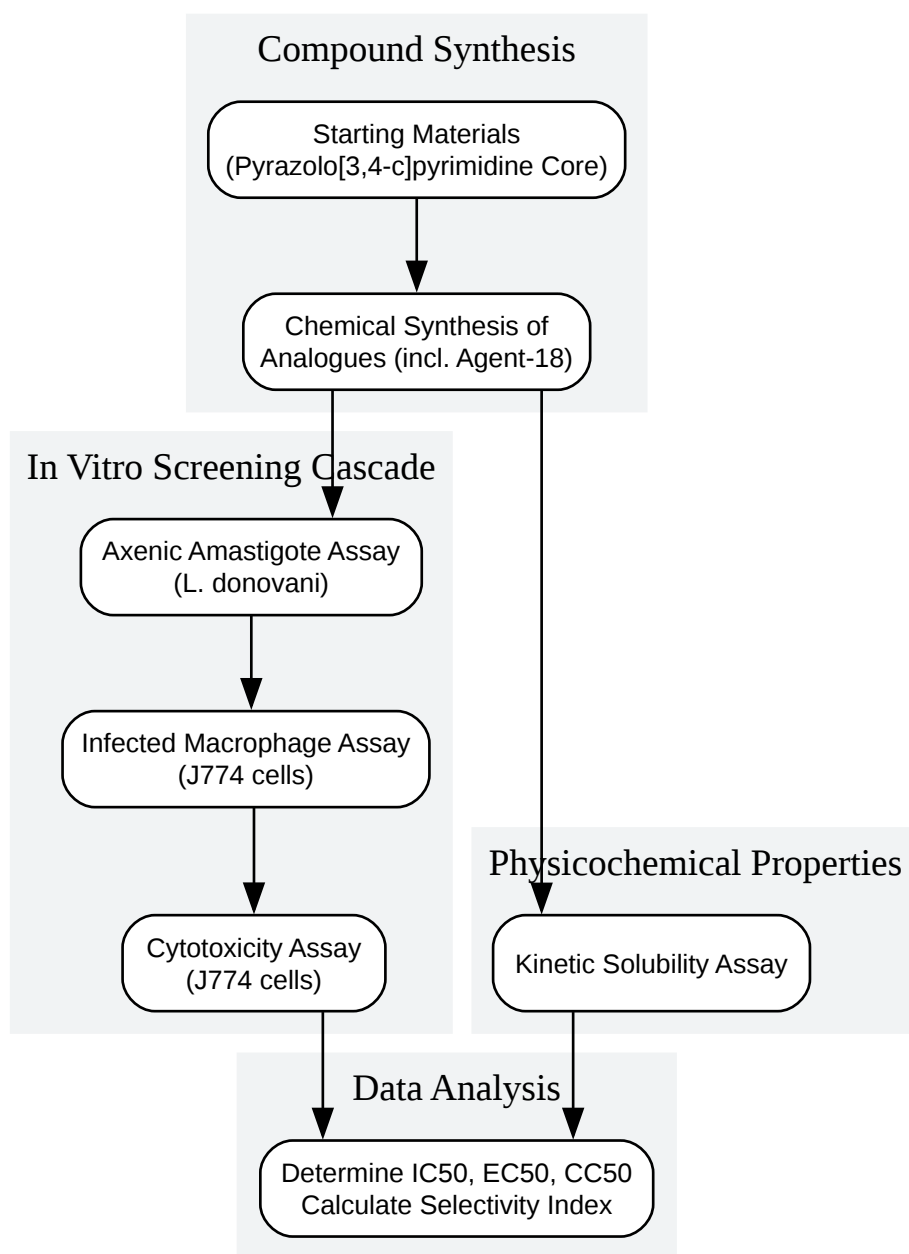 Compound Synthesis
Starting Materials
(Pyrazolo[3,4-c]pyrimidine Core)
Chemical Synthesis of
Analogues (incl. Agent-18)
In Vitro Screening Cascade
Axenic Amastigote Assay
(L. donovani)
Infected Macrophage Assay
(J774 cells)
Cytotoxicity Assay
(J774 cells)
Physicochemical Properties
Kinetic Solubility Assay
Data Analysis
Determine IC50, EC50, CC50
Calculate Selectivity Index